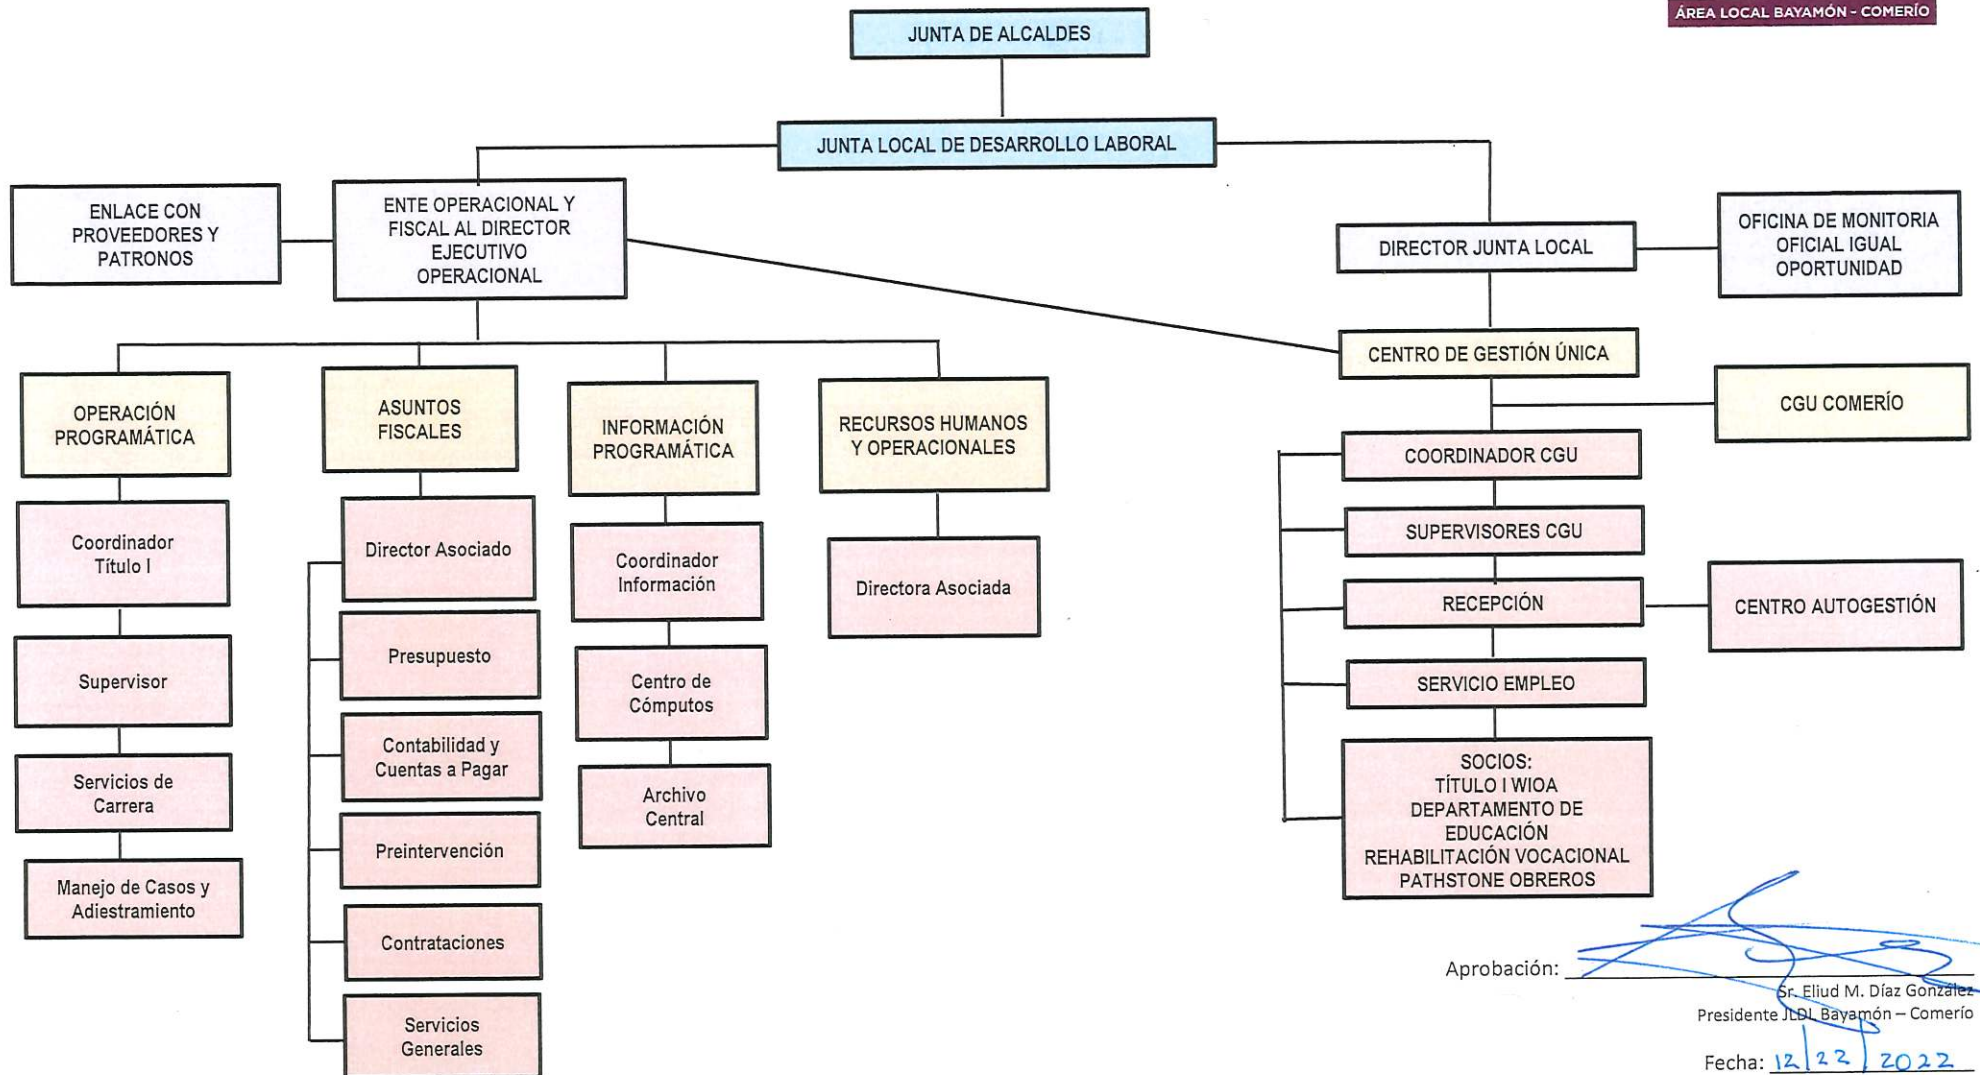 ÁREA LOCAL BAYAMÓN - COMERÍO
JUNTA DE ALCALDES
JUNTA LOCAL DE DESARROLLO LABORAL
ENLACE CON
PROVEEDORES Y
PATRONOS
ENTE OPERACIONAL Y
FISCAL AL DIRECTOR
EJECUTIVO
OPERACIONAL
DIRECTOR JUNTA LOCAL
OFICINA DE MONITORIA
OFICIAL IGUAL
OPORTUNIDAD
CENTRO DE GESTIÓN ÚNICA
CGU COMERÍO
OPERACIÓN
PROGRAMÁTICA
ASUNTOS
FISCALES
INFORMACIÓN
PROGRAMÁTICA
RECURSOS HUMANOS
Y OPERACIONALES
Coordinador
Título I
Supervisor
Servicios de
Carrera
Manejo de Casos y
Adiestramiento
Director Asociado
Presupuesto
Contabilidad y
Cuentas a Pagar
Preintervención
Contrataciones
Servicios
Generales
Coordinador
Información
Centro de
Cómputos
Archivo
Central
Directora Asociada
COORDINADOR CGU
SUPERVISORES CGU
RECEPCIÓN
CENTRO AUTOGESTIÓN
SERVICIO EMPLEO
SOCIOS:
TÍTULO I WIOA
DEPARTAMENTO DE
EDUCACIÓN
REHABILITACIÓN VOCACIONAL
PATHSTONE OBREROS
Aprobación:
Sr. Eliud M. Díaz González
Presidente JLDL Bayamón – Comerío
Fecha: 12/22/2022